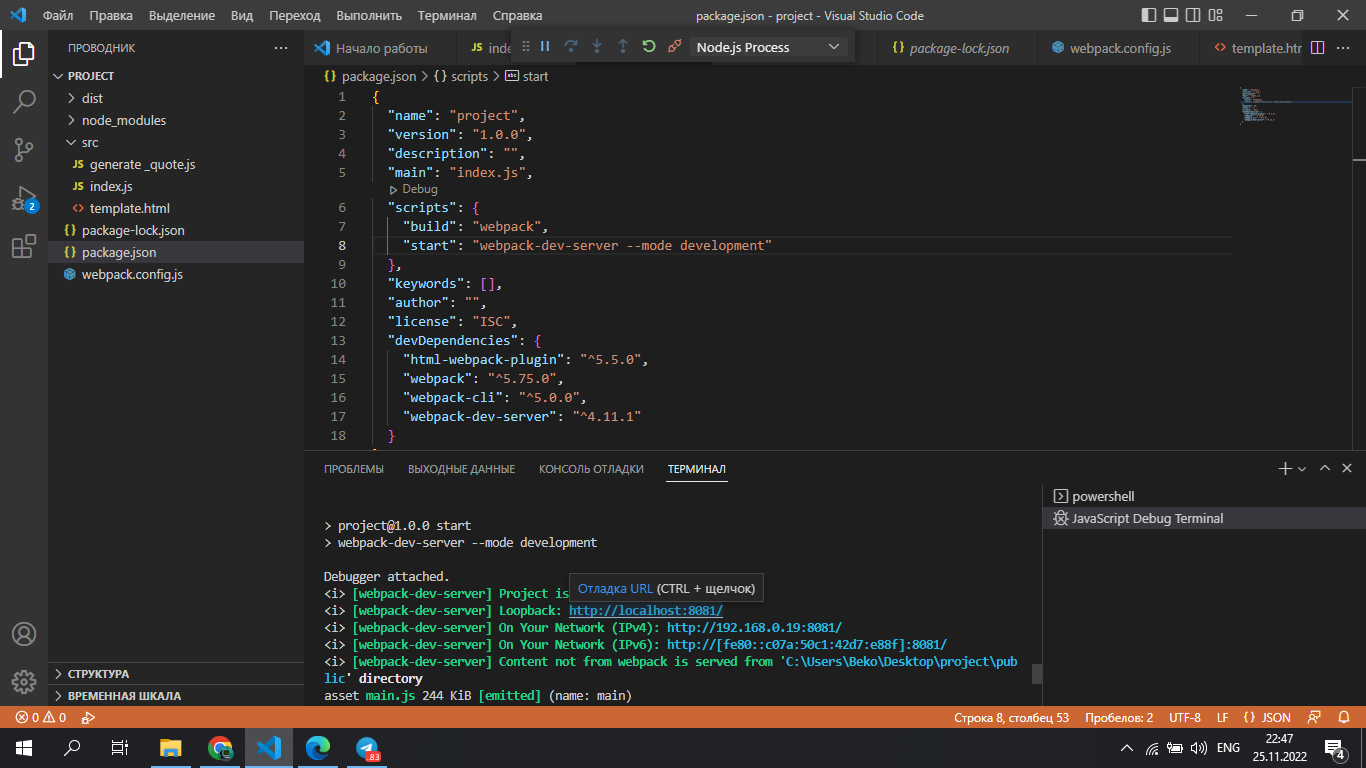 Файл Правка Выделение Вид Переход Выполнить Терминал Справка package.json - project - Visual Studio Code
ПРОВОДНИК
PROJECT
dist
node_modules
src
JS generate _quote.js
JS index.js
<> template.html
{} package-lock.json
{} package.json
webpack.config.js
СТРУКТУРА
ВРЕМЕННАЯ ШКАЛА
2
Начало работы JS inde Node.js Process {} package-lock.json webpack.config.js <> template.htr
{} package.json > {} scripts > abc start
1 {
2 "name": "project",
3 "version": "1.0.0",
4 "description": "",
5 "main": "index.js",
Debug
6 "scripts": {
7 "build": "webpack",
8 "start": "webpack-dev-server --mode development"
9 },
10 "keywords": [],
11 "author": "",
12 "license": "ISC",
13 "devDependencies": {
14 "html-webpack-plugin": "^5.5.0",
15 "webpack": "^5.75.0",
16 "webpack-cli": "^5.0.0",
17 "webpack-dev-server": "^4.11.1"
18 }
ПРОБЛЕМЫ ВЫХОДНЫЕ ДАННЫЕ КОНСОЛЬ ОТЛАДКИ ТЕРМИНАЛ
powershell
JavaScript Debug Terminal
> project@1.0.0 start
> webpack-dev-server --mode development
Debugger attached.
Отладка URL (CTRL + щелчок)
<i> [webpack-dev-server] Project is
<i> [webpack-dev-server] Loopback: http://localhost:8081/
<i> [webpack-dev-server] On Your Network (IPv4): http://192.168.0.19:8081/
<i> [webpack-dev-server] On Your Network (IPv6): http://[fe80::c07a:50c1:42d7:e88f]:8081/
<i> [webpack-dev-server] Content not from webpack is served from 'C:\Users\Beko\Desktop\project\pub
lic' directory
asset main.js 244 KiB [emitted] (name: main)
0 0 Строка 8, столбец 53 Пробелов: 2 UTF-8 LF {} JSON
83 ENG 22:47
25.11.2022 4